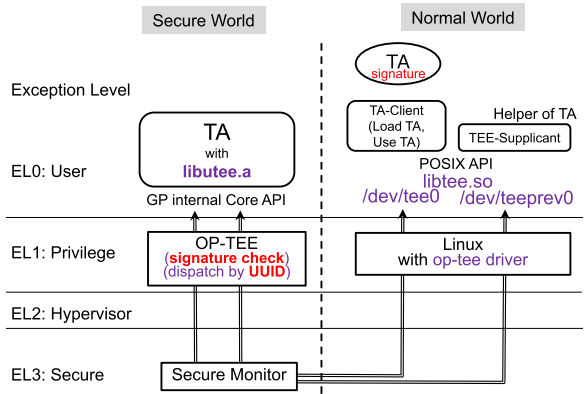 Secure World
Normal World
TA
signature
Exception Level
TA-Client
(Load TA,
Use TA)
Helper of TA
TEE-Supplicant
TA
with
libutee.a
EL0: User
POSIX API
libtee.so
/dev/tee0
/dev/teeprev0
GP internal Core API
EL1: Privilege
OP-TEE
(signature check)
(dispatch by UUID)
Linux
with op-tee driver
EL2: Hypervisor
EL3: Secure
Secure Monitor